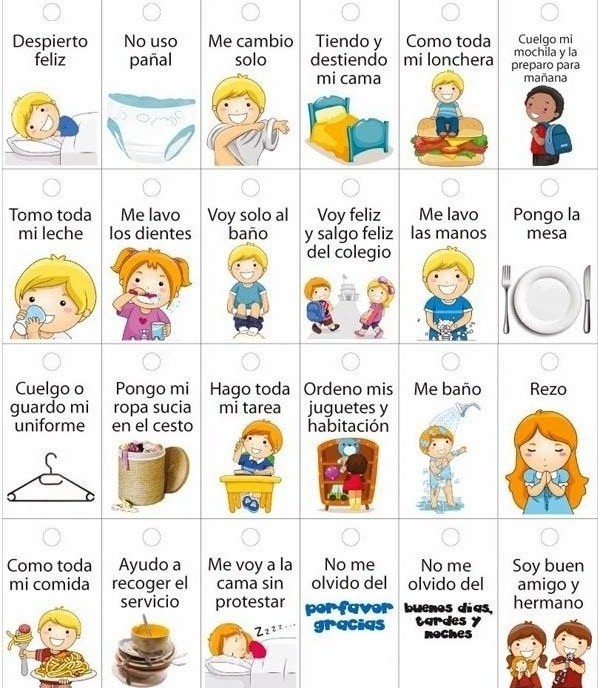 Despierto
feliz
No uso
pañal
Me cambio
solo
Tiendo y
destiendo
mi cama
Como toda
mi lonchera
Cuelgo mi
mochila y la
preparo para
mañana
Tomo toda
mi leche
Me lavo
los dientes
Voy solo al
baño
Voy feliz
y salgo feliz
del colegio
Me lavo
las manos
Pongo la
mesa
Cuelgo o
guardo mi
uniforme
Pongo mi
ropa sucia
en el cesto
Hago toda
mi tarea
Ordeno mis
juguetes y
habitación
Me baño
Rezo
Como toda
mi comida
Ayudo a
recoger el
servicio
Me voy a la
cama sin
protestar
Zzzz...
No me
olvido del
porfavor
gracias
No me
olvido del
buenos días,
tardes y
noches
Soy buen
amigo y
hermano